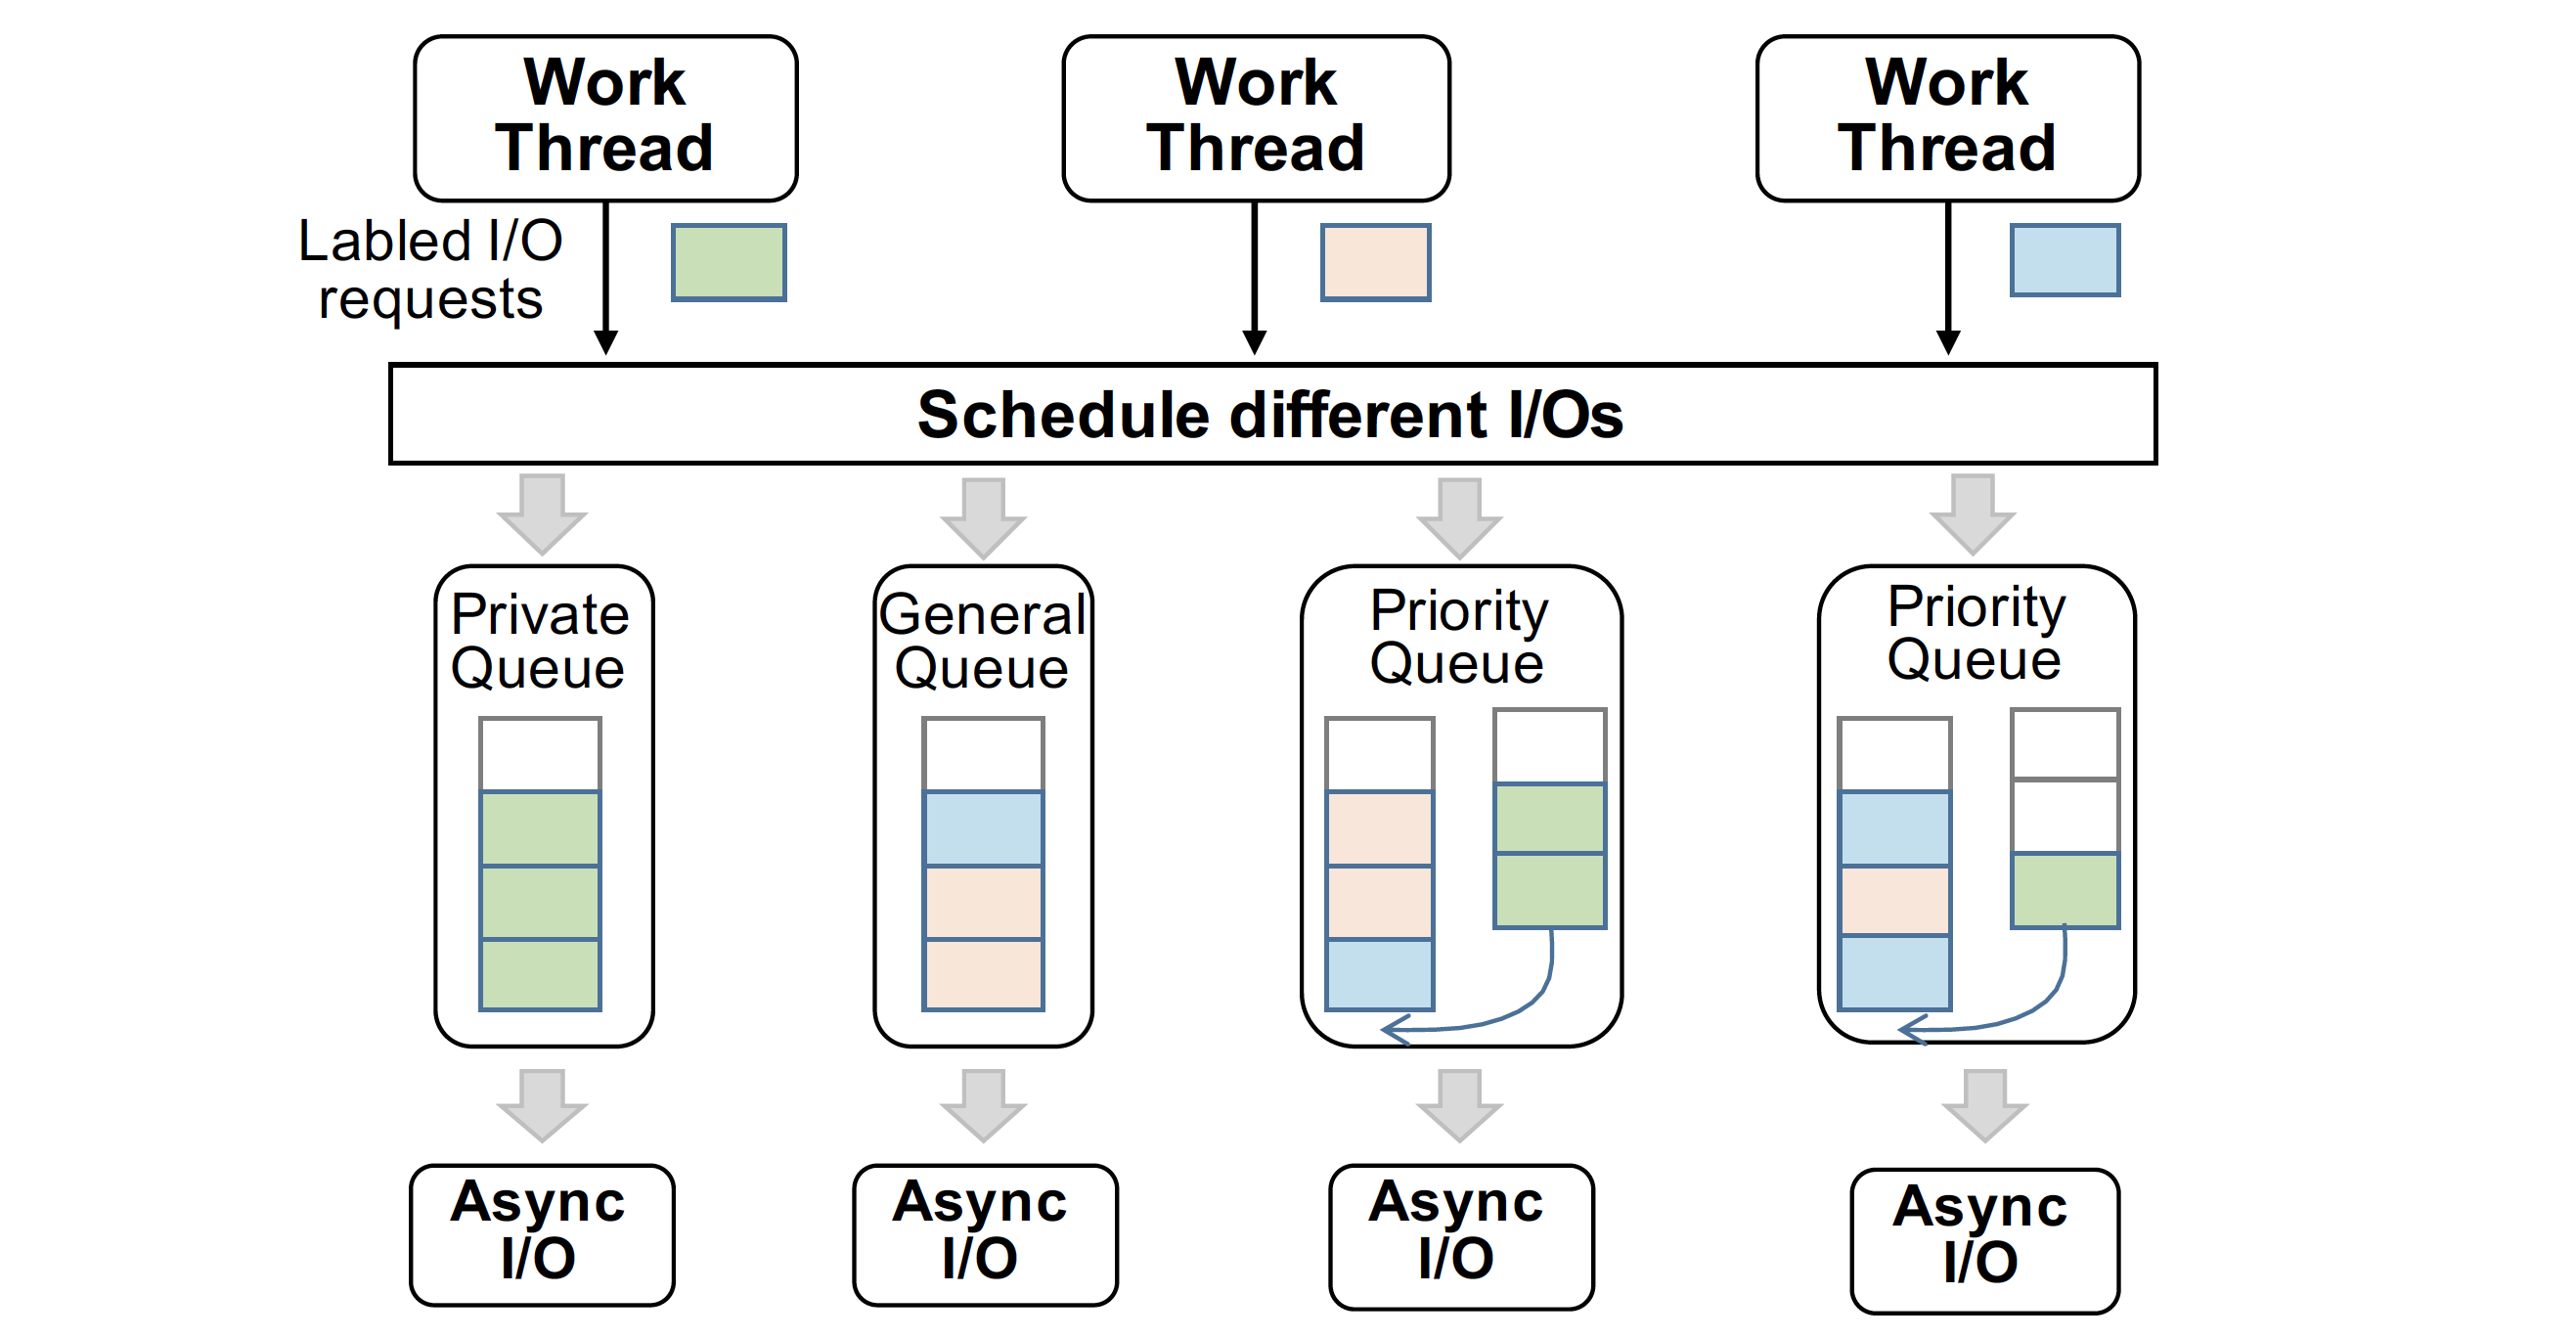 Work
Thread
Work
Thread
Work
Thread
Labled I/O
requests
Schedule different I/Os
Private
Queue
General
Queue
Priority
Queue
Priority
Queue
Async
I/O
Async
I/O
Async
I/O
Async
I/O